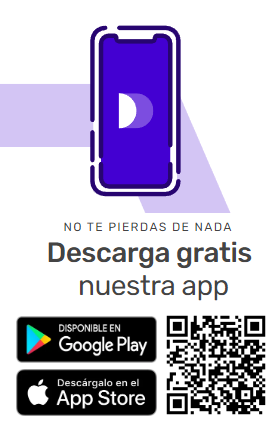 NO TE PIERDAS DE NADA
Descarga gratis
nuestra app
DISPONIBLE EN
Google Play
Descárgalo en el
App Store